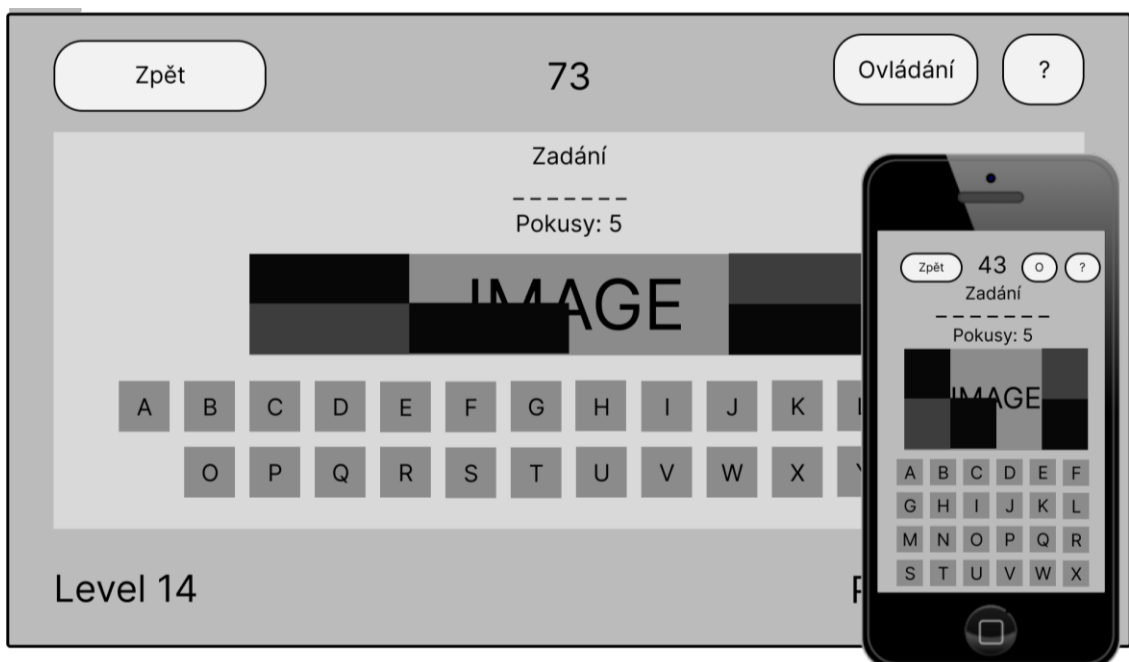 Zpět 73 Ovládání ?
Zadání
_ _ _ _ _ _ _ _
Pokusy: 5
IMAGE
A B C D E F G H I J K
O P Q R S T U V W X
Level 14
Zpět 43 O ?
Zadání
_ _ _ _ _ _ _ _
Pokusy: 5
IMAGE
A B C D E F
G H I J K L
M N O P Q R
S T U V W X